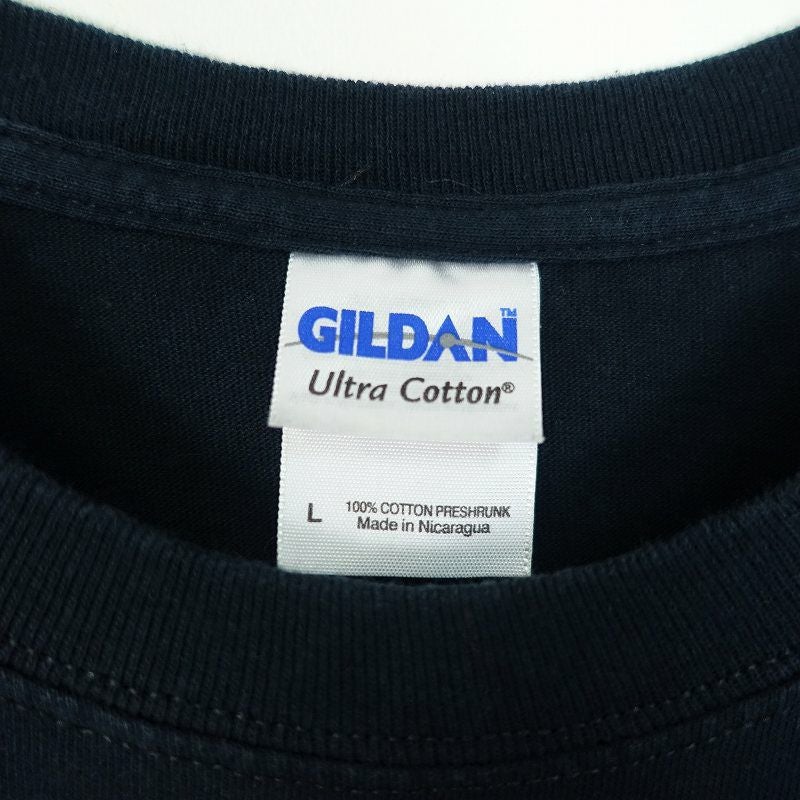 GILDAN™
Ultra Cotton®
L 100% COTTON PRESHRUNK
Made in Nicaragua